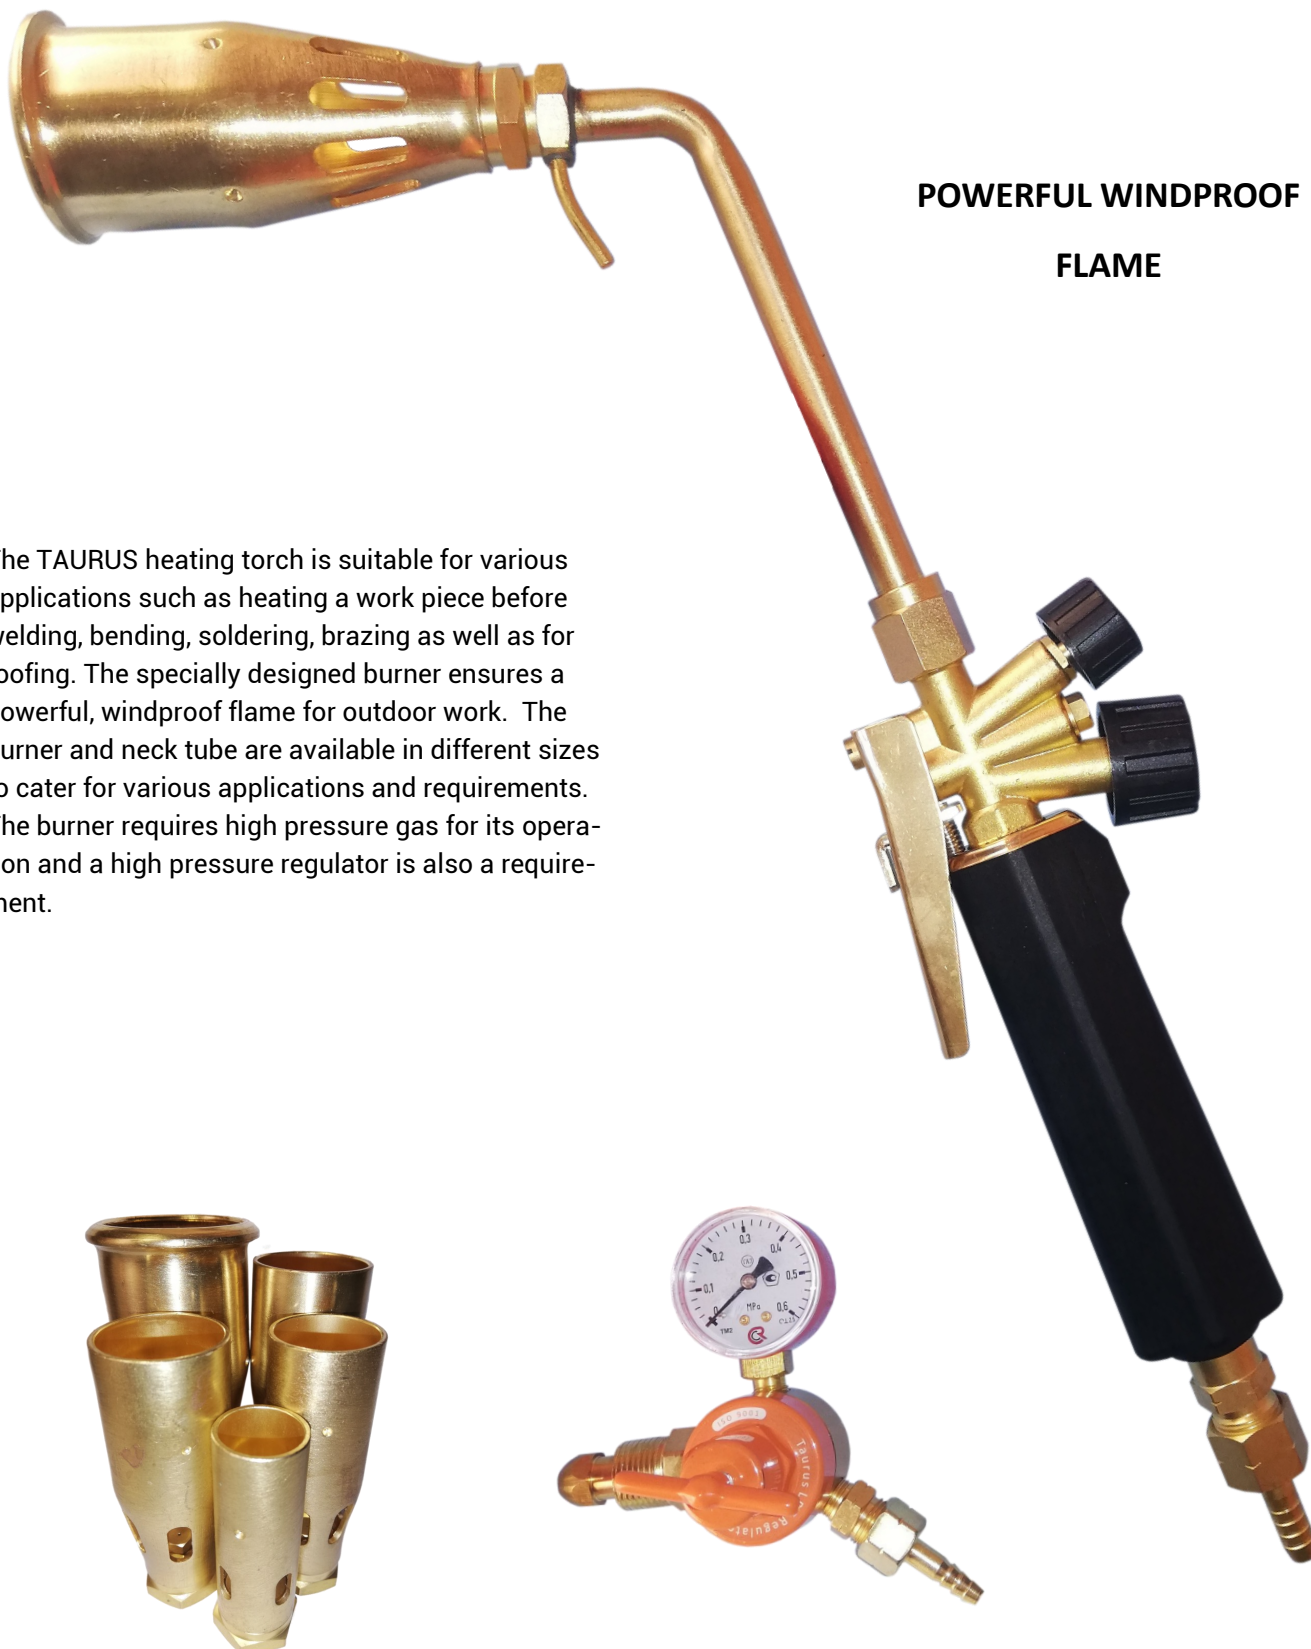 POWERFUL WINDPROOF
FLAME
he TAURUS heating torch is suitable for various
pplications such as heating a work piece before
elding, bending, soldering, brazing as well as for
oofing. The specially designed burner ensures a
owerful, windproof flame for outdoor work.  The
urner and neck tube are available in different sizes
o cater for various applications and requirements.
he burner requires high pressure gas for its opera-
on and a high pressure regulator is also a require-
ent.
0,3
0,2
0,4
0,1
0,5
0
MPa
0,6
TM2
ISO 9001
Taurus
Regulat